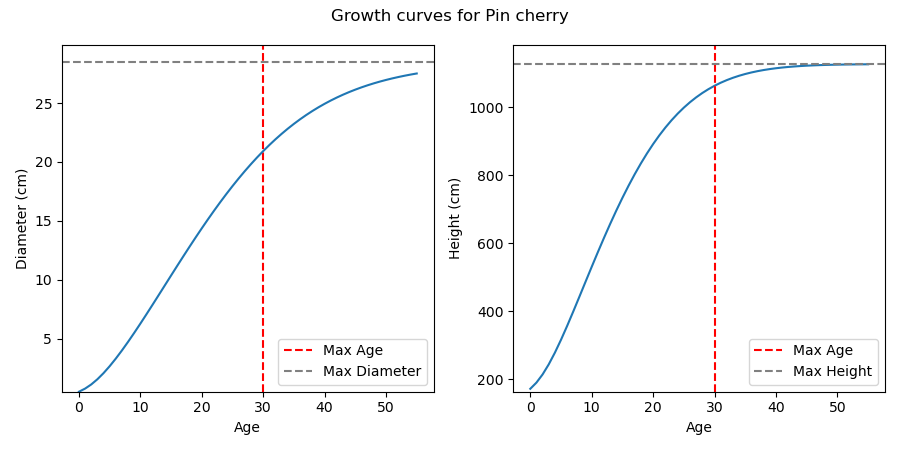 Growth curves for Pin cherry
Diameter (cm)
25
20
15
10
5
0 10 20 30 40 50
Age
Max Age
Max Diameter
Height (cm)
1000
800
600
400
200
0 10 20 30 40 50
Age
Max Age
Max Height